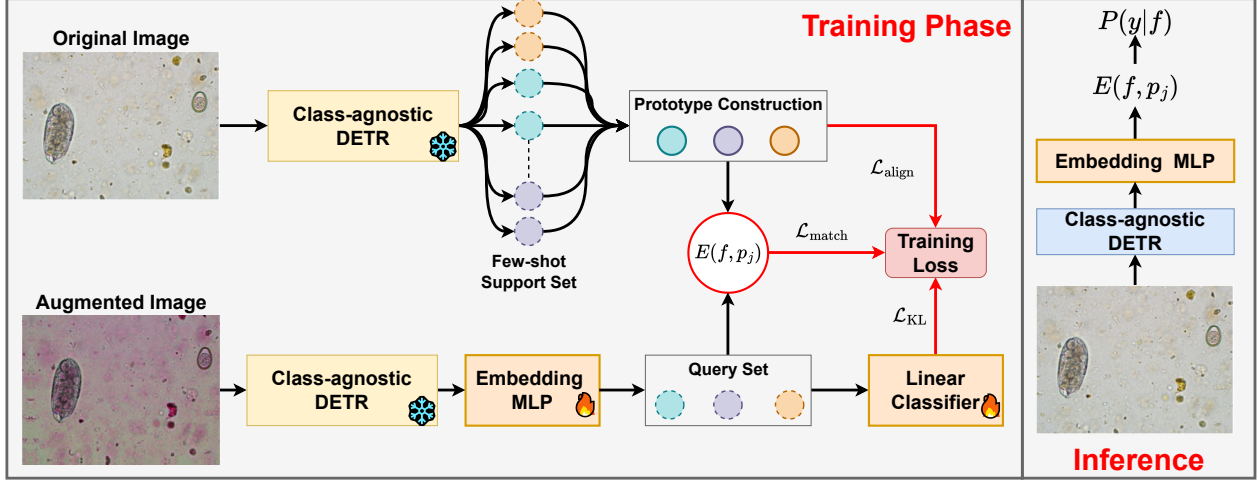 Training Phase
Original Image
Class-agnostic
DETR
Few-shot
Support Set
Prototype Construction
E(f, p_j)
ℒ_align
ℒ_match
Training
Loss
ℒ_KL
Augmented Image
Class-agnostic
DETR
Embedding
MLP
Query Set
Linear
Classifier
P(y|f)
E(f, p_j)
Embedding MLP
Class-agnostic
DETR
Inference